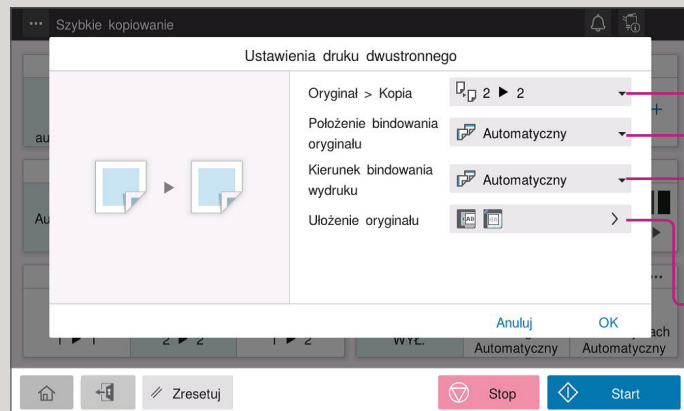 Szybkie kopiowanie
Ustawienia druku dwustronnego
Oryginał > Kopia
2 ▶ 2
Położenie bindowania
oryginału
Automatyczny
Kierunek bindowania
wydruku
Automatyczny
Ułożenie oryginału
Anuluj
OK
1 ▶ 1
2 ▶ 2
1 ▶ 2
WYŁ.
Automatyczny
Automatyczny
Zresetuj
Stop
Start